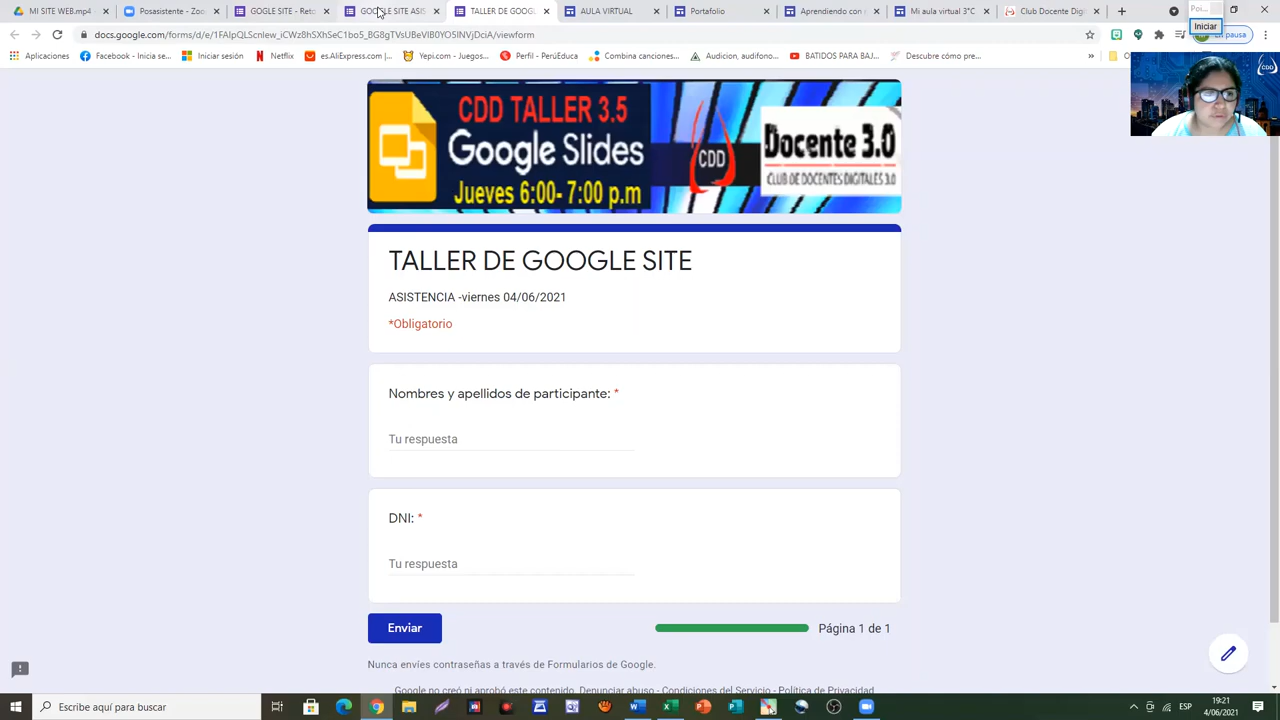 MI SITE WEB.mp4
Posasistente - Zoo
GOGLE SITE - Reto
GOOGLE SITE ASIS
TALLER DE GOOGL
AULA VIRTUAL
Portafolio
Aprendiendo con
Mi aula virtual 3°C
Club Docente Digi
Iniciar
docs.google.com/forms/d/e/
/viewform
En pausa
Aplicaciones
Facebook - Inicia se...
Iniciar sesión
Netflix
es.AliExpress.com |...
Yepi.com - Juegos...
Perfil - PerúEduca
Combina canciones...
Audicion, audifono...
BATIDOS PARA BAJ...
Descubre cómo pre...
CDD TALLER 3.5
Google Slides
Jueves 6:00- 7:00 p.m
CDD
Docente 3.0
CLUB DE DOCENTES DIGITALES 3.0
CDD
TALLER DE GOOGLE SITE
ASISTENCIA -viernes 04/06/2021
*Obligatorio
Nombres y apellidos de participante: *
Tu respuesta
DNI: *
Tu respuesta
Enviar
Página 1 de 1
Nunca envíes contraseñas a través de Formularios de Google.
Google no creó ni aprobó este contenido. Denunciar abuso - Condiciones del Servicio - Política de Privacidad
Escribe aquí para buscar
ESP
19:21
4/06/2021